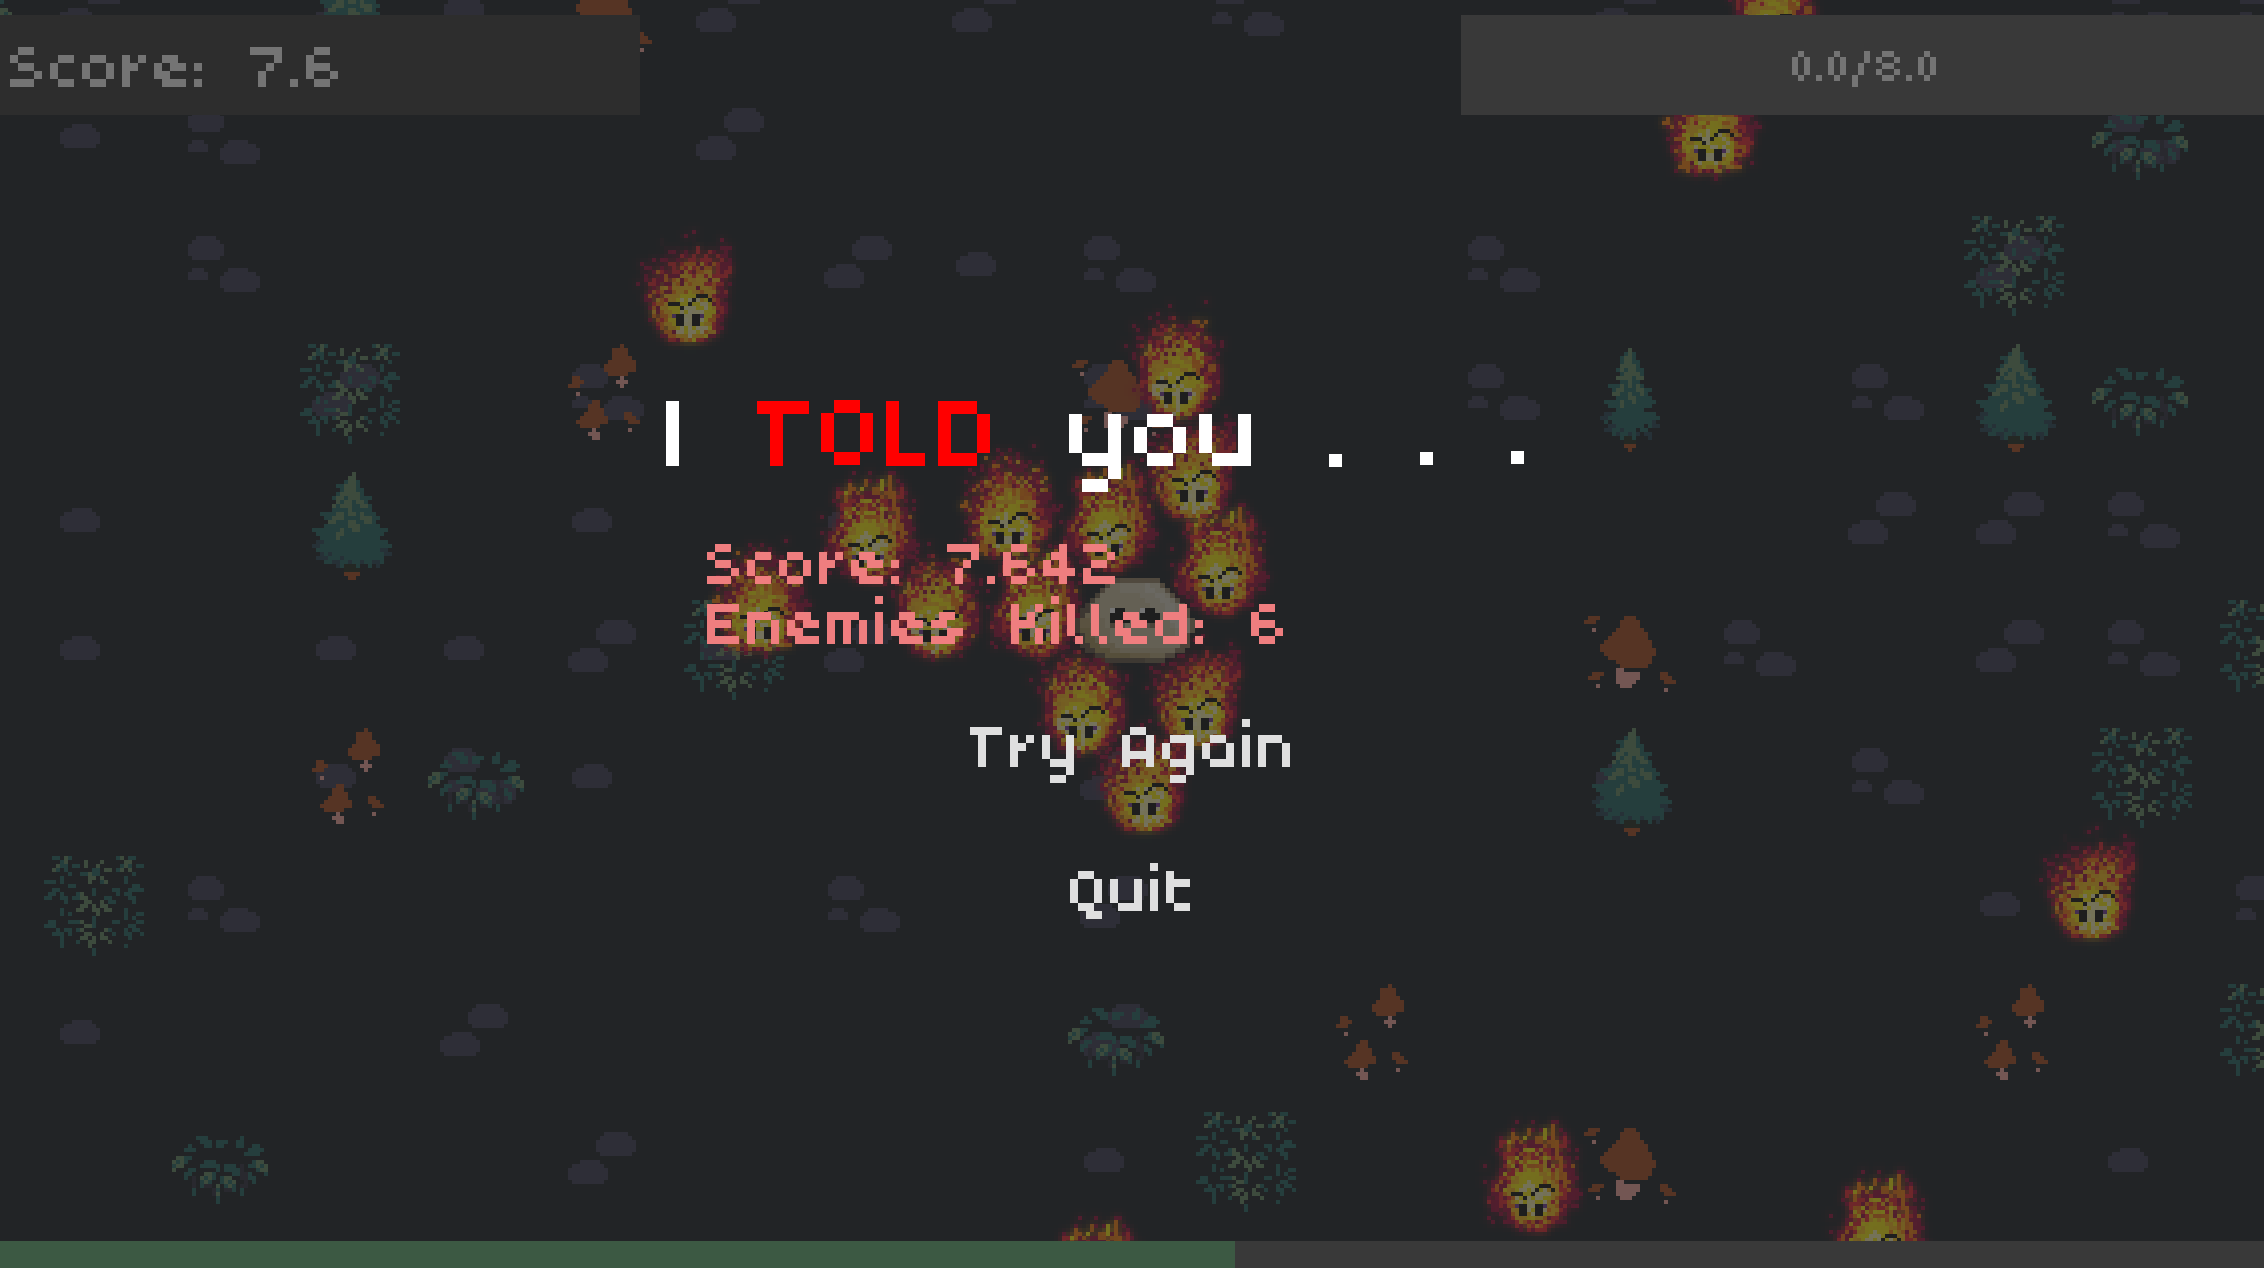 Score: 7.6
0.0/8.0
I TOLD you . . .
Score: 7.642
Enemies Killed: 6
Try Again
Quit